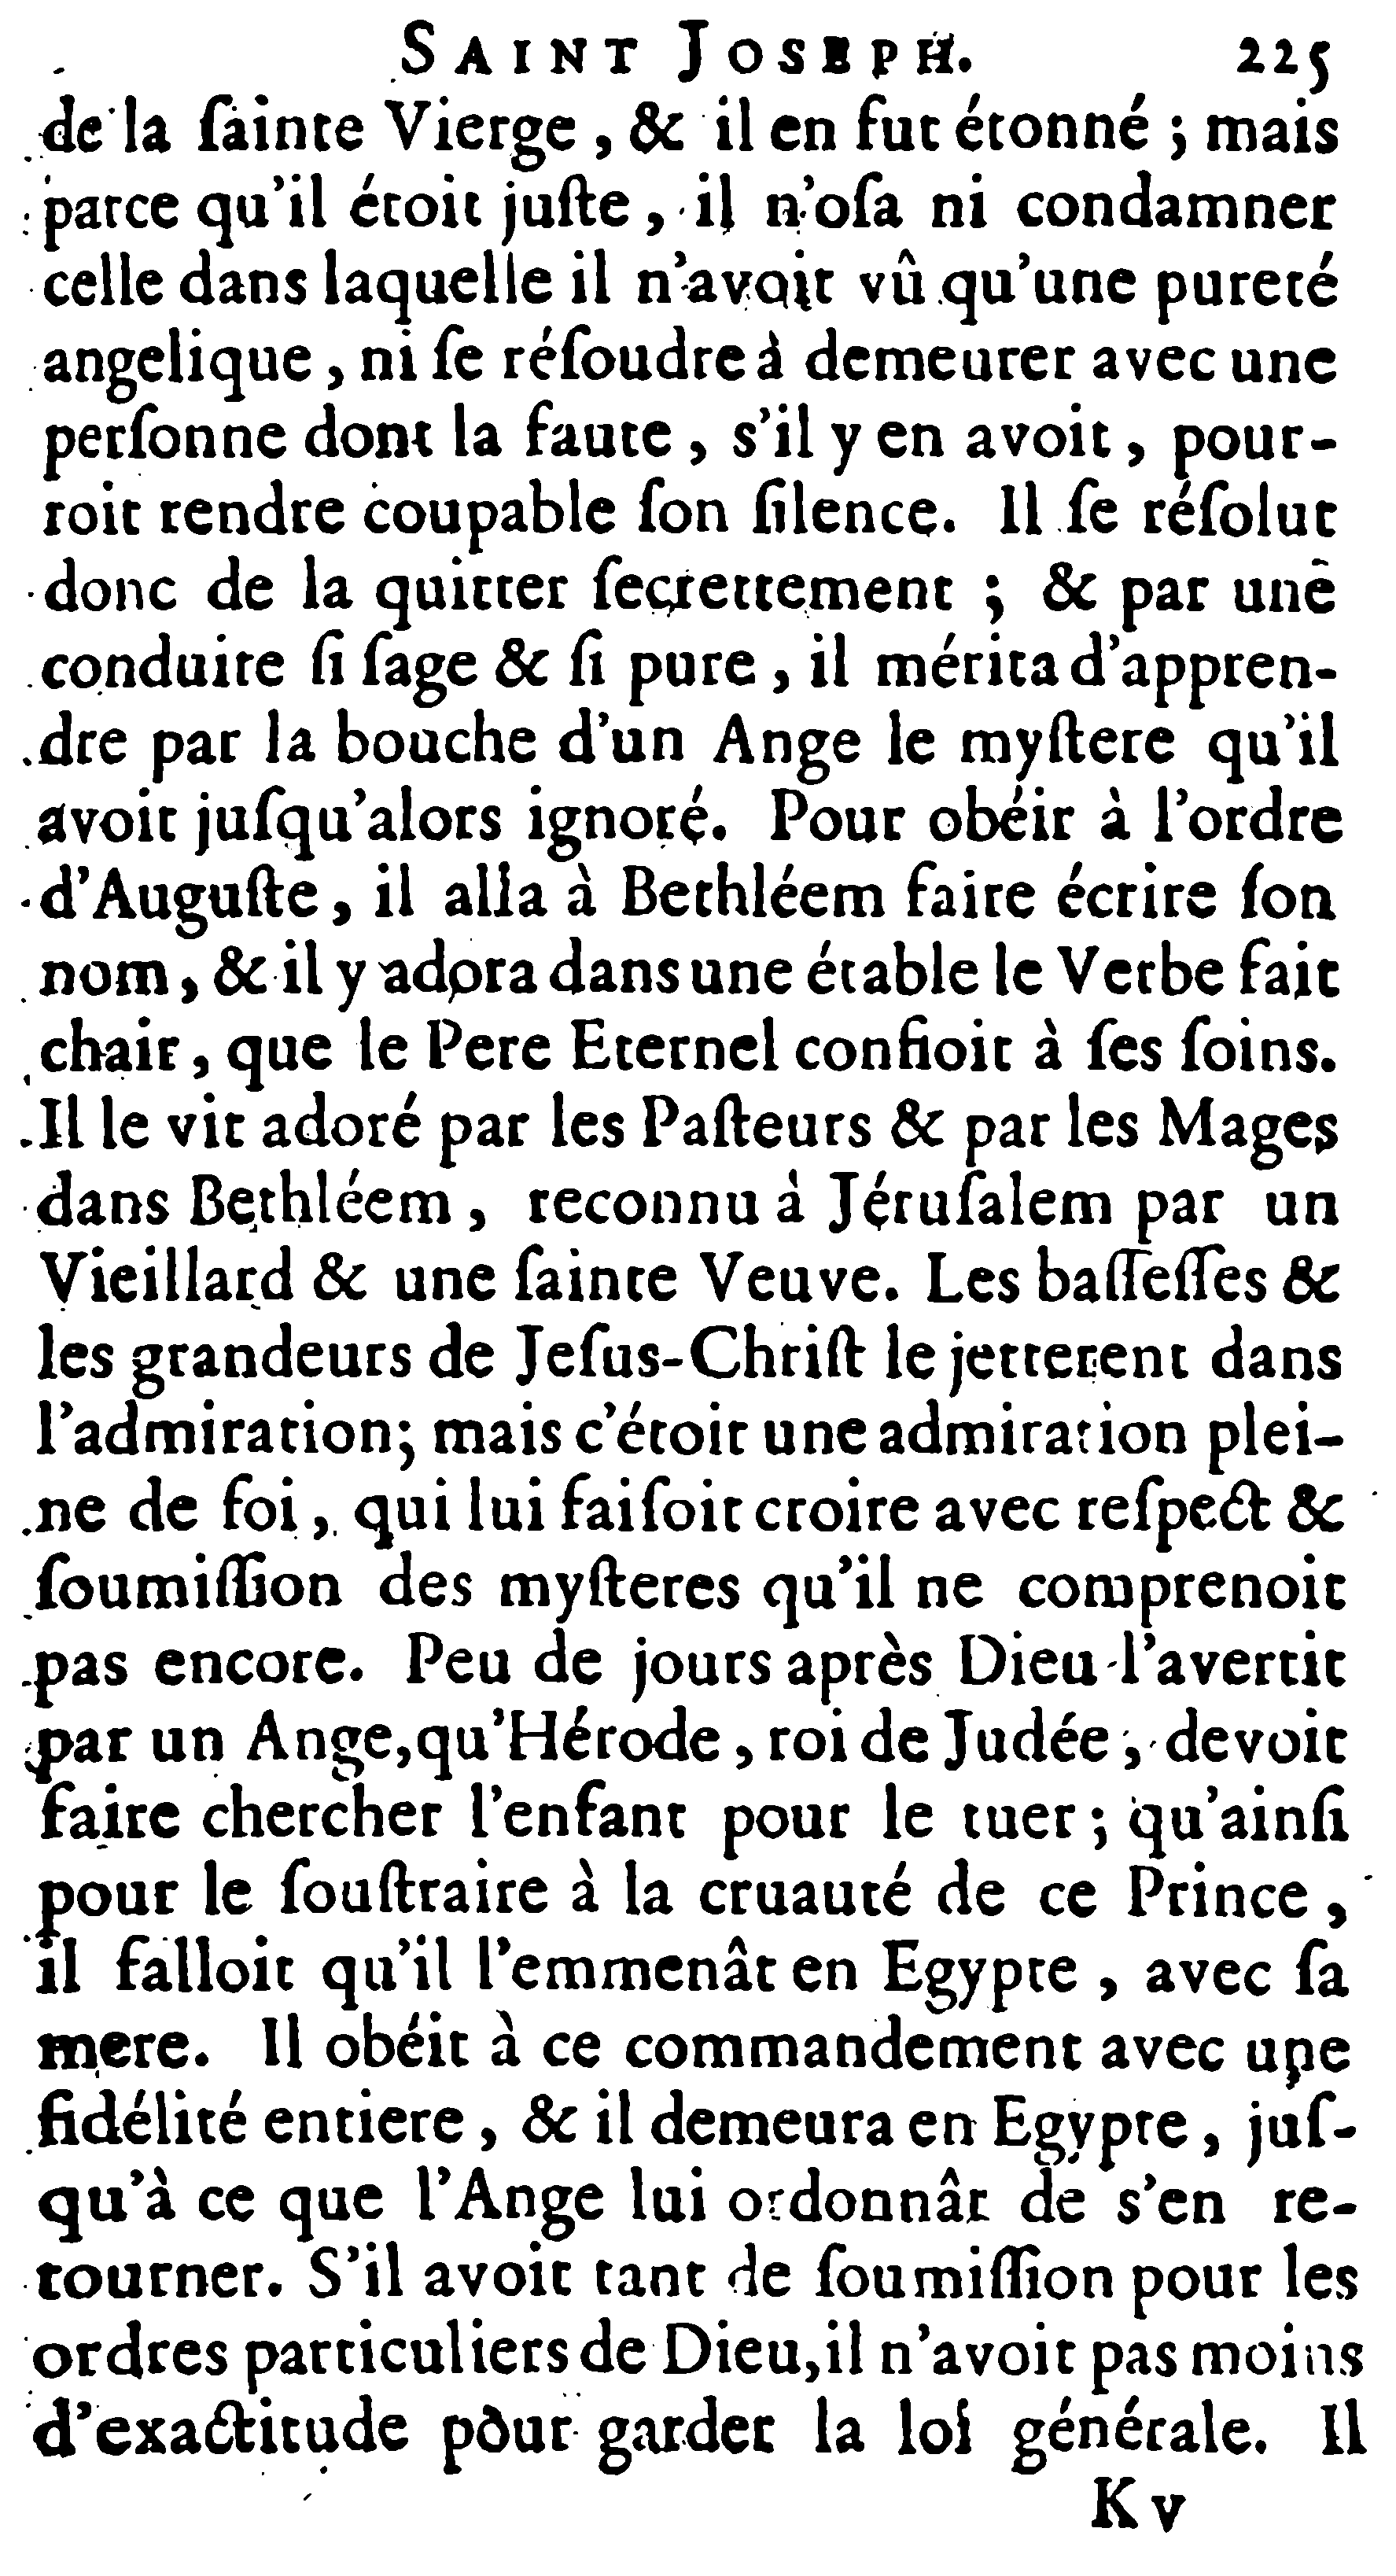 SAINT JOSEPH. 225
de la ſainte Vierge, & il en fut étonné; mais
parce qu'il étoit juſte, il n'oſa ni condamner
celle dans laquelle il n'avoit vû qu'une pureté
angelique, ni ſe réſoudre à demeurer avec une
perſonne dont la faute, s'il y en avoit, pour-
roit rendre coupable ſon ſilence. Il ſe réſolut
donc de la quitter ſecrettement; & par une
conduite ſi ſage & ſi pure, il mérita d'appren-
dre par la bouche d'un Ange le myſtere qu'il
avoit juſqu'alors ignoré. Pour obéir à l'ordre
d'Auguſte, il alla à Bethléem faire écrire ſon
nom, & il y adora dans une étable le Verbe fait
chair, que le Pere Eternel confioit à ſes ſoins.
Il le vit adoré par les Paſteurs & par les Mages
dans Bethléem, reconnu à Jéruſalem par un
Vieillard & une ſainte Veuve. Les baſſeſſes &
les grandeurs de Jeſus-Chriſt le jetterent dans
l'admiration; mais c'étoit une admiration plei-
ne de foi, qui lui faiſoit croire avec reſpect &
ſoumiſſion des myſteres qu'il ne comprenoit
pas encore. Peu de jours après Dieu l'avertit
par un Ange, qu'Hérode, roi de Judée, devoit
faire chercher l'enfant pour le tuer; qu'ainſi
pour le ſouſtraire à la cruauté de ce Prince,
il falloit qu'il l'emmenât en Egypte, avec ſa
mere. Il obéit à ce commandement avec une
fidélité entiere, & il demeura en Egypte, juſ-
qu'à ce que l'Ange lui ordonnât de s'en re-
tourner. S'il avoit tant de ſoumiſſion pour les
ordres particuliers de Dieu, il n'avoit pas moins
d'exactitude pour garder la loi générale. Il
K v